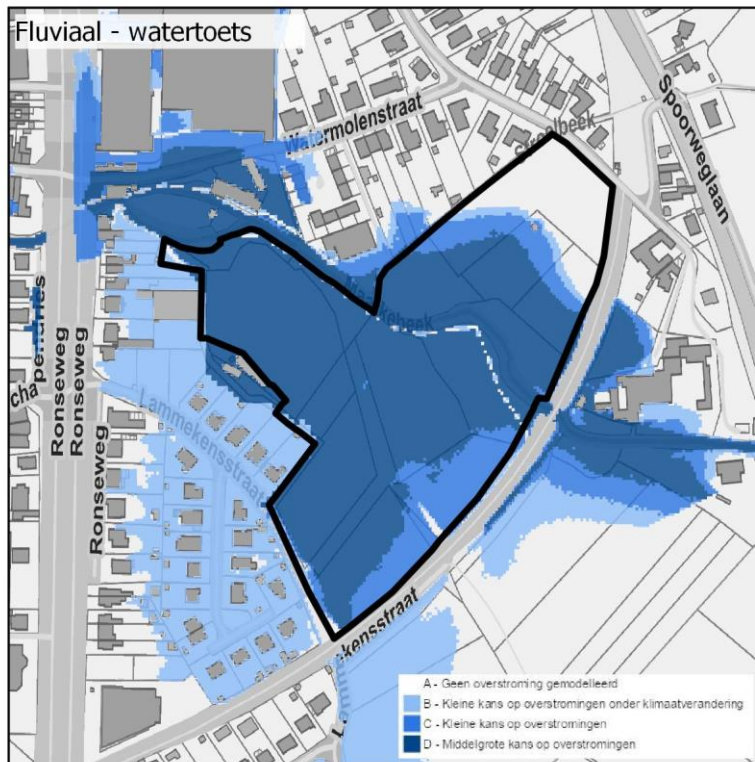 Fluviaal - watertoets
Watermolenstraat
Spoorweglaan
Ronseweg
Ronseweg
Ronseweg
Lammekensstraat
kensstraat
A - Geen overstroming gemodelleerd
B - Kleine kans op overstromingen onder klimaatverandering
C - Kleine kans op overstromingen
D - Middelgrote kans op overstromingen